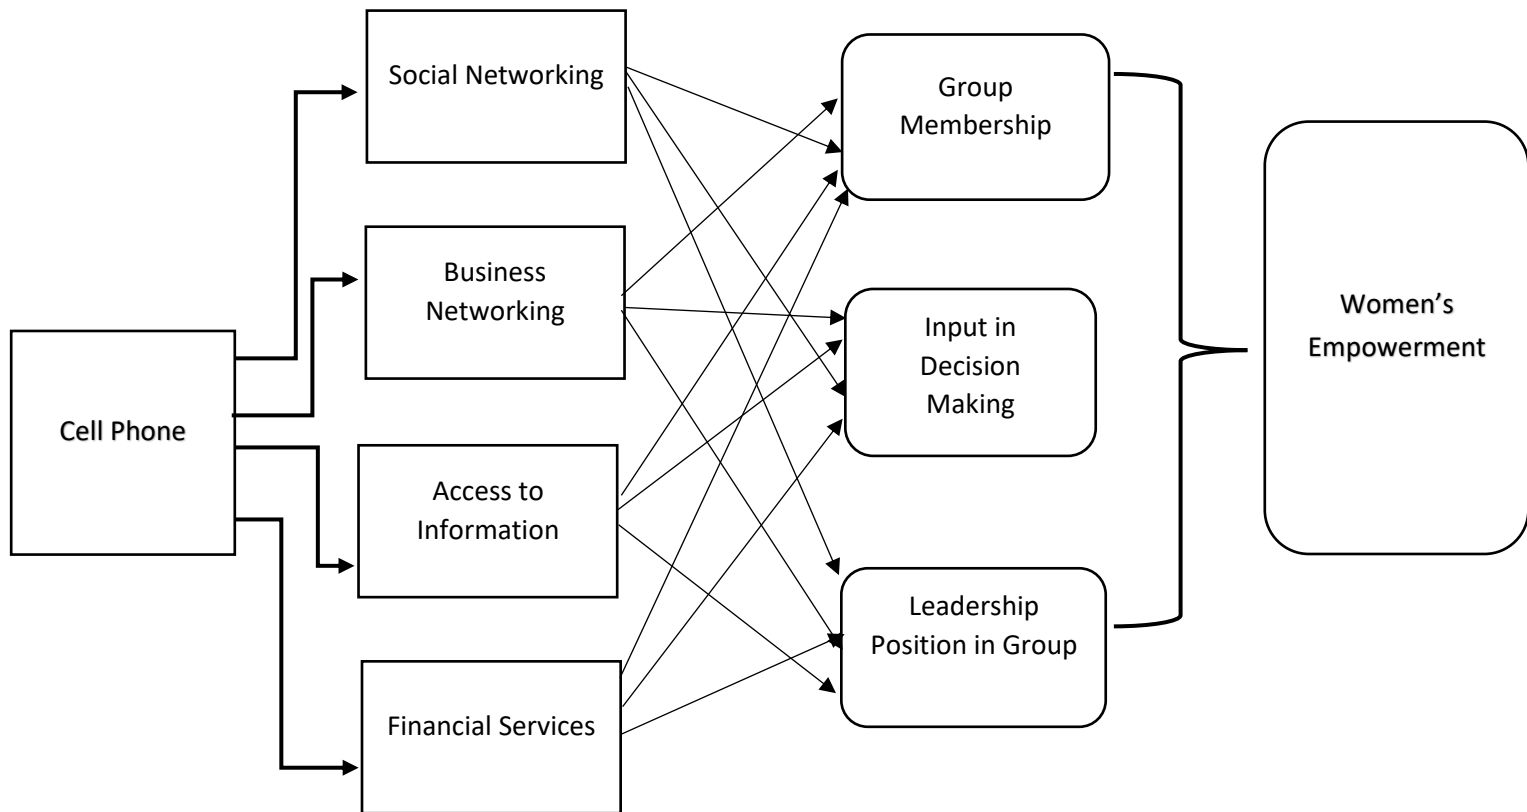 Cell Phone
Social Networking
Business
Networking
Access to
Information
Financial Services
Group
Membership
Input in
Decision
Making
Leadership
Position in Group
Women’s
Empowerment